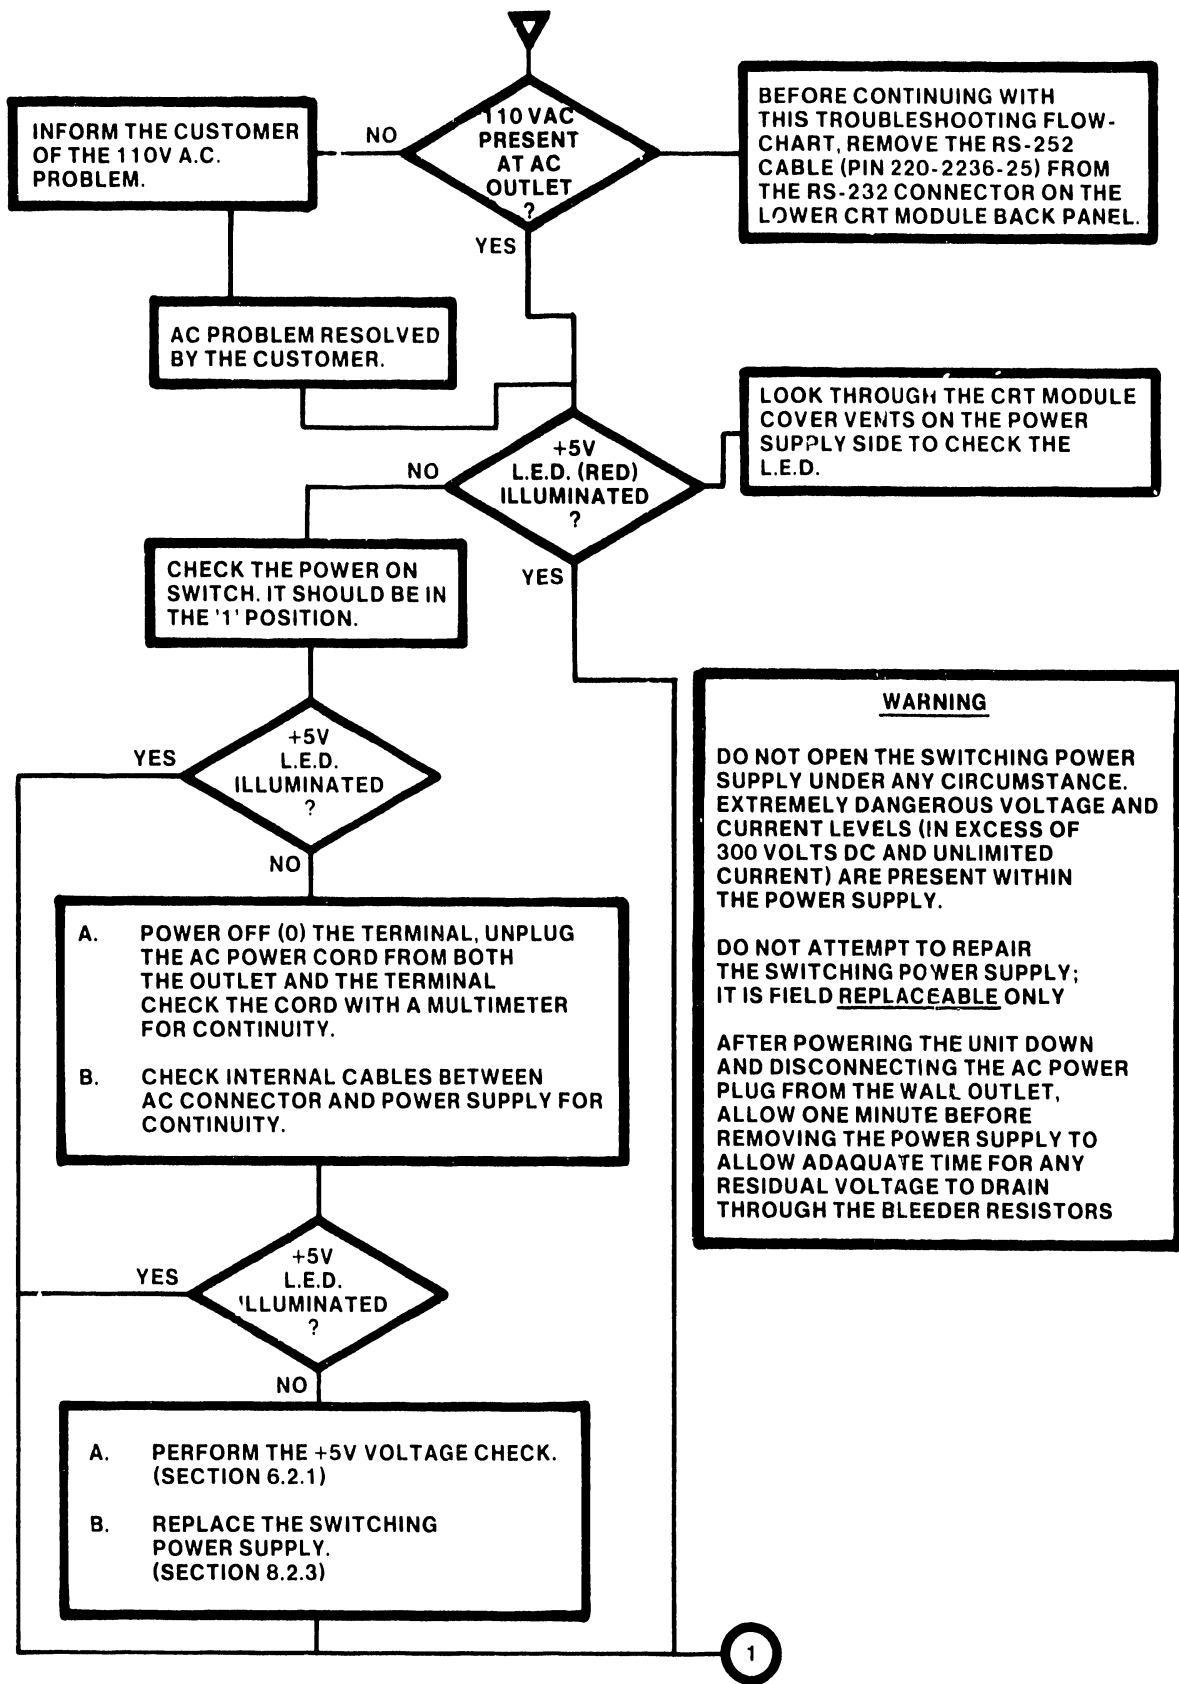 110 VAC
PRESENT
AT AC
OUTLET
?
NO
YES
INFORM THE CUSTOMER
OF THE 110V A.C.
PROBLEM.
BEFORE CONTINUING WITH
THIS TROUBLESHOOTING FLOW-
CHART, REMOVE THE RS-252
CABLE (PIN 220-2236-25) FROM
THE RS-232 CONNECTOR ON THE
LOWER CRT MODULE BACK PANEL.
AC PROBLEM RESOLVED
BY THE CUSTOMER.
+5V
L.E.D. (RED)
ILLUMINATED
?
NO
YES
LOOK THROUGH THE CRT MODULE
COVER VENTS ON THE POWER
SUPPLY SIDE TO CHECK THE
L.E.D.
CHECK THE POWER ON
SWITCH. IT SHOULD BE IN
THE '1' POSITION.
+5V
L.E.D.
ILLUMINATED
?
YES
NO
WARNING
DO NOT OPEN THE SWITCHING POWER
SUPPLY UNDER ANY CIRCUMSTANCE.
EXTREMELY DANGEROUS VOLTAGE AND
CURRENT LEVELS (IN EXCESS OF
300 VOLTS DC AND UNLIMITED
CURRENT) ARE PRESENT WITHIN
THE POWER SUPPLY.
DO NOT ATTEMPT TO REPAIR
THE SWITCHING POWER SUPPLY;
IT IS FIELD REPLACEABLE ONLY
AFTER POWERING THE UNIT DOWN
AND DISCONNECTING THE AC POWER
PLUG FROM THE WALL OUTLET,
ALLOW ONE MINUTE BEFORE
REMOVING THE POWER SUPPLY TO
ALLOW ADAQUATE TIME FOR ANY
RESIDUAL VOLTAGE TO DRAIN
THROUGH THE BLEEDER RESISTORS
A. POWER OFF (0) THE TERMINAL, UNPLUG
THE AC POWER CORD FROM BOTH
THE OUTLET AND THE TERMINAL
CHECK THE CORD WITH A MULTIMETER
FOR CONTINUITY.
B. CHECK INTERNAL CABLES BETWEEN
AC CONNECTOR AND POWER SUPPLY FOR
CONTINUITY.
+5V
L.E.D.
ILLUMINATED
?
YES
NO
A. PERFORM THE +5V VOLTAGE CHECK.
(SECTION 6.2.1)
B. REPLACE THE SWITCHING
POWER SUPPLY.
(SECTION 8.2.3)
1